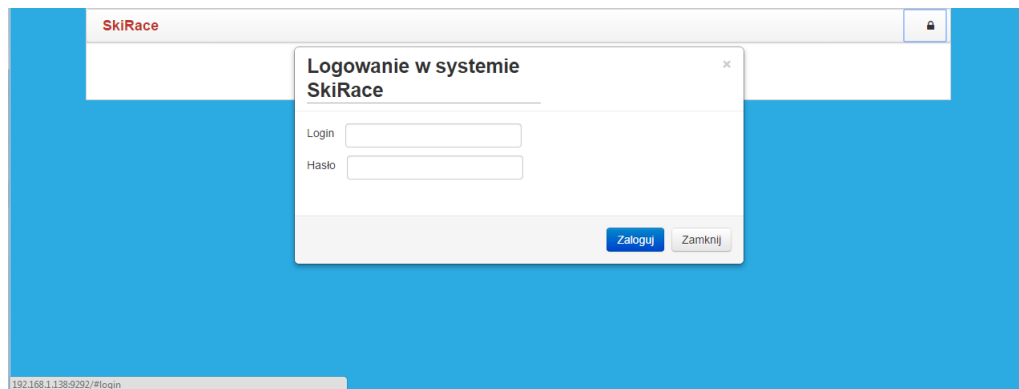 SkiRace
Logowanie w systemie
SkiRace
×
Login
Hasło
Zaloguj Zamknij
192.168.1.138:9292/#login